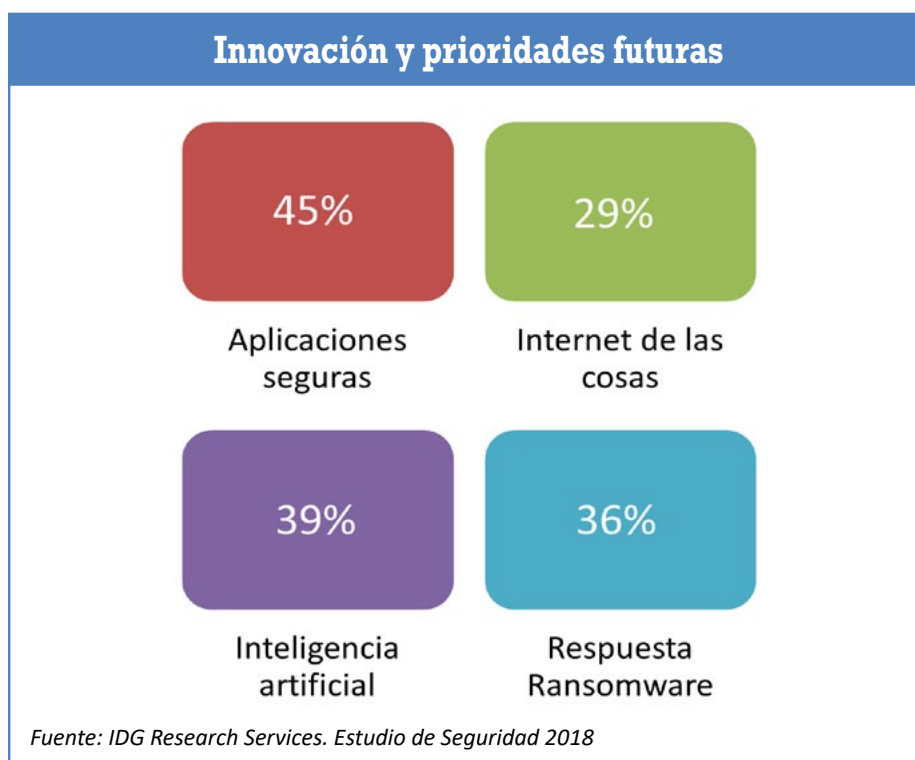 Innovación y prioridades futuras
45%
29%
Aplicaciones
seguras
Internet de las
cosas
39%
36%
Inteligencia
artificial
Respuesta
Ransomware
Fuente: IDG Research Services. Estudio de Seguridad 2018